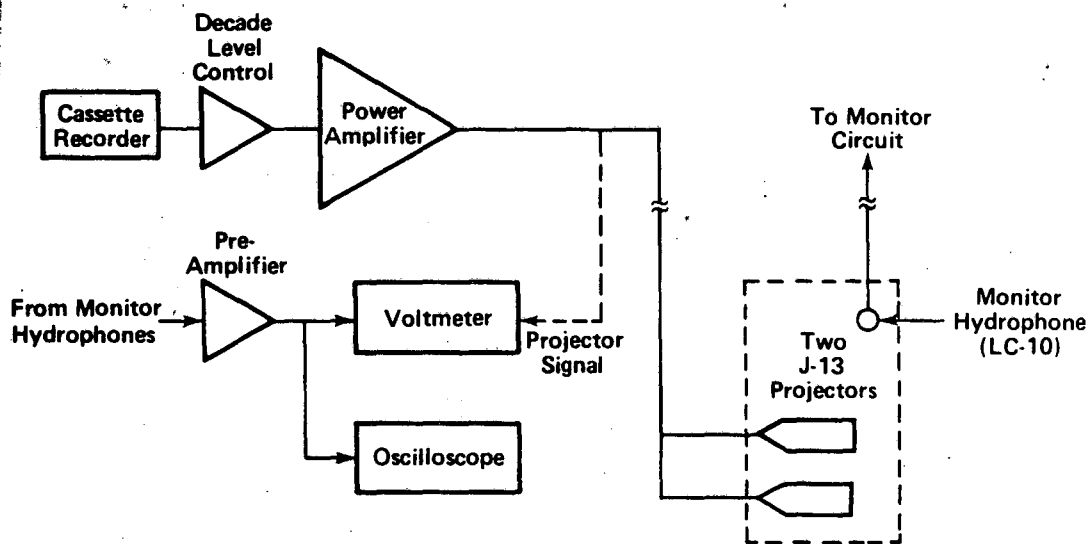 Decade
Level
Control
Cassette
Recorder
Power
Amplifier
To Monitor
Circuit
Pre-
Amplifier
From Monitor
Hydrophones
Voltmeter
Projector
Signal
Monitor
Hydrophone
(LC-10)
Two
J-13
Projectors
Oscilloscope